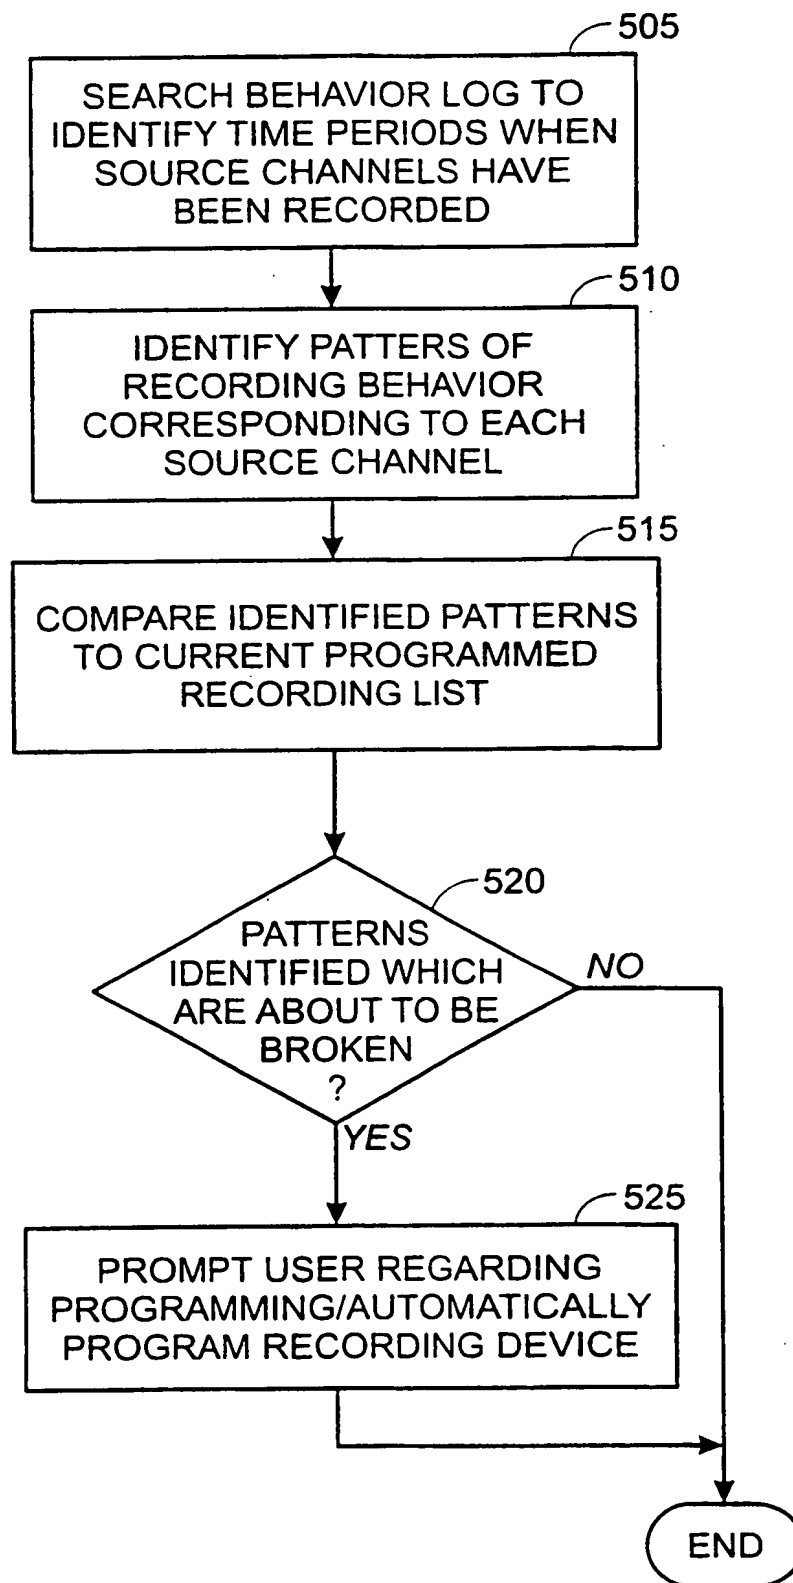 505
SEARCH BEHAVIOR LOG TO
IDENTIFY TIME PERIODS WHEN
SOURCE CHANNELS HAVE
BEEN RECORDED
510
IDENTIFY PATTERS OF
RECORDING BEHAVIOR
CORRESPONDING TO EACH
SOURCE CHANNEL
515
COMPARE IDENTIFIED PATTERNS
TO CURRENT PROGRAMMED
RECORDING LIST
520
PATTERNS
IDENTIFIED WHICH
ARE ABOUT TO BE
BROKEN
?
NO
YES
525
PROMPT USER REGARDING
PROGRAMMING/AUTOMATICALLY
PROGRAM RECORDING DEVICE
END